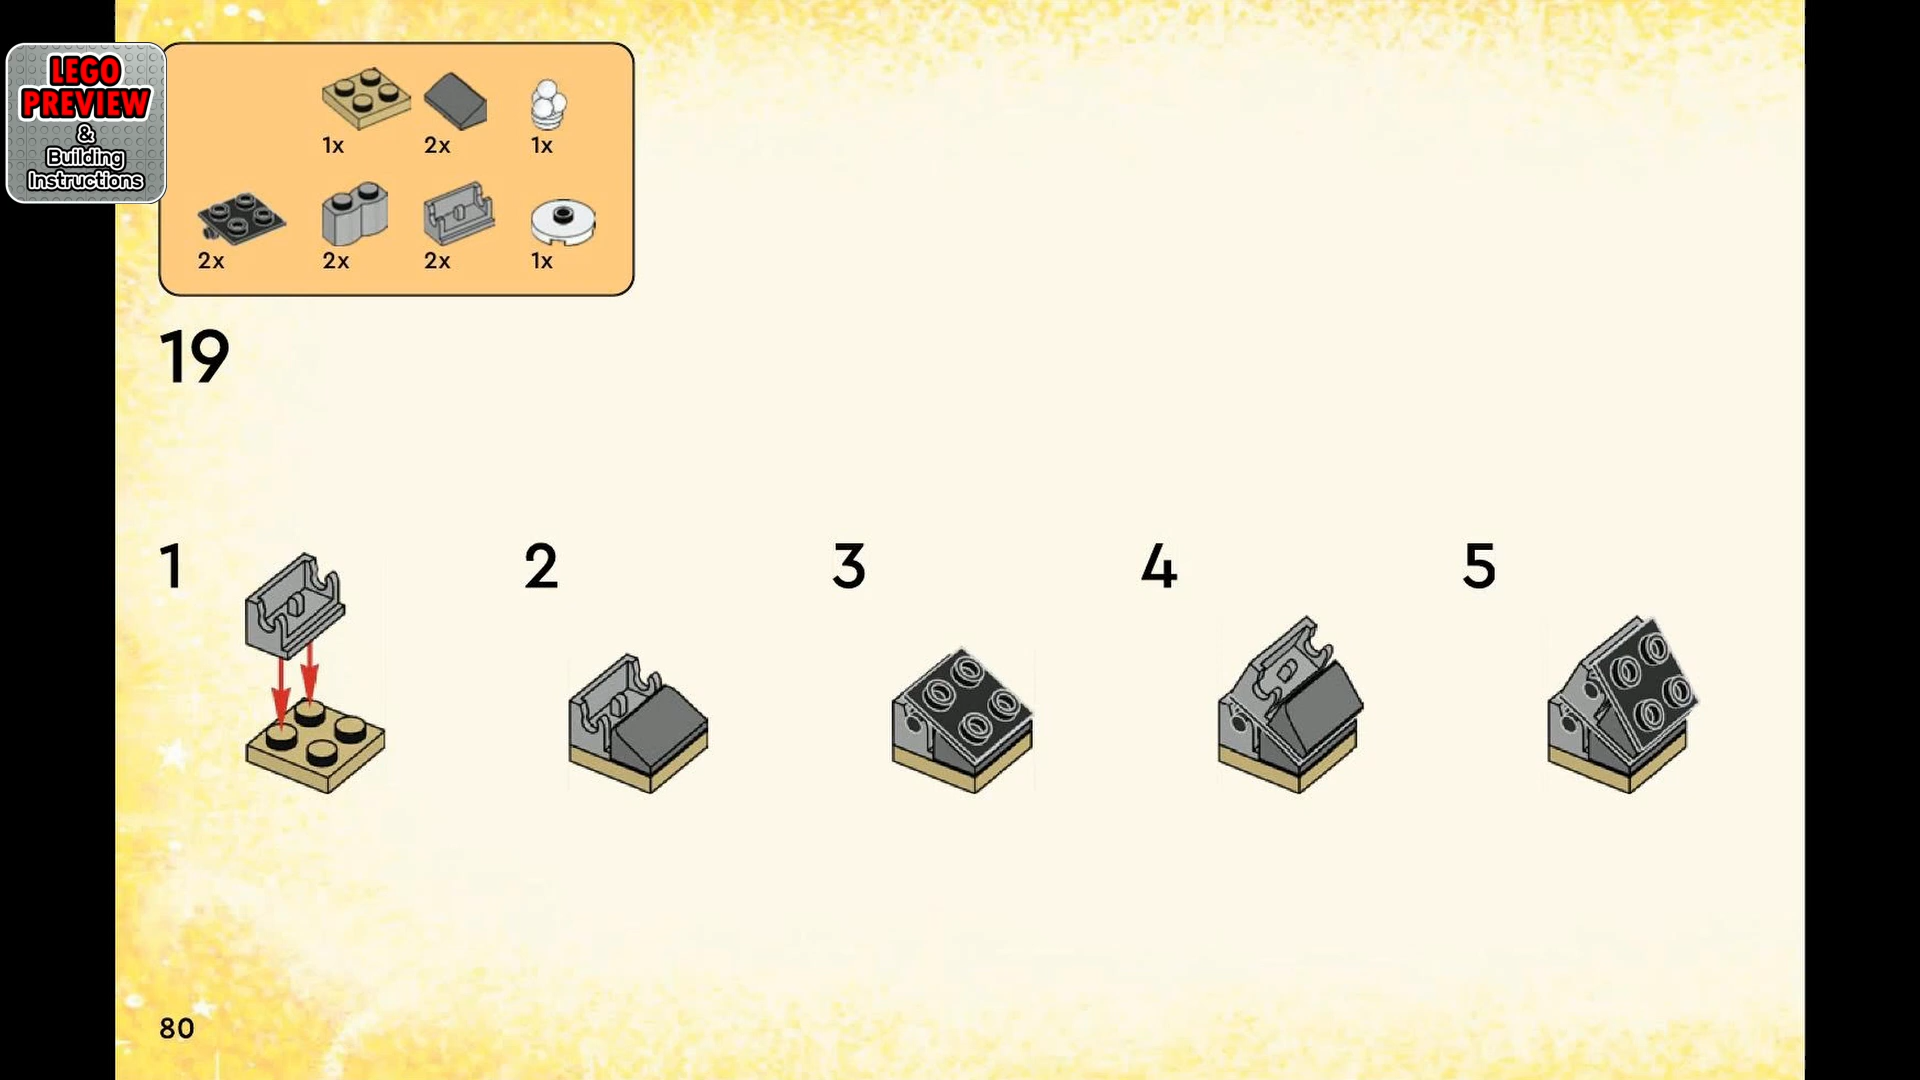 LEGO
PREVIEW
&
Building
Instructions
1x
2x
1x
2x
2x
2x
1x
19
1
2
3
4
5
80